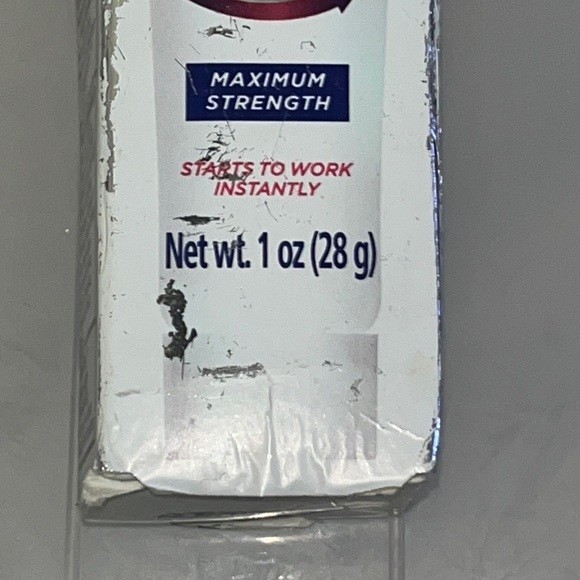 MAXIMUM
STRENGTH
STARTS TO WORK
INSTANTLY
Net wt. 1 oz (28 g)